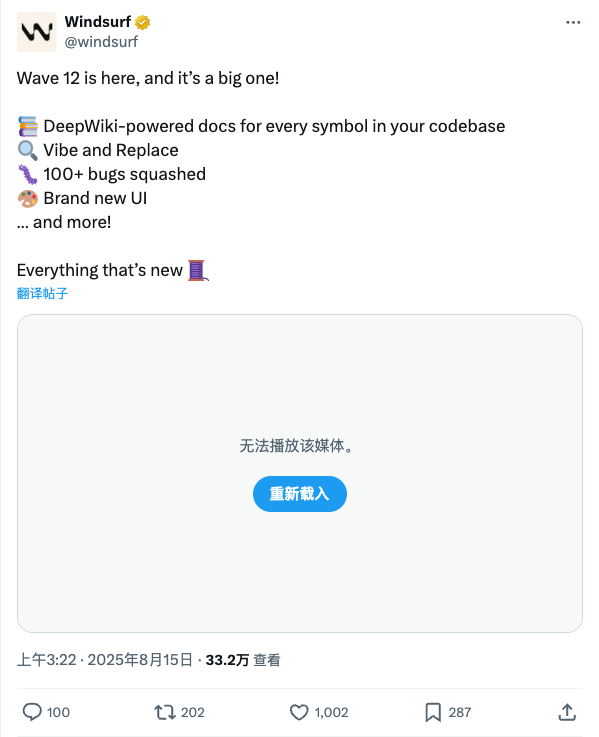 Windsurf
@windsurf
Wave 12 is here, and it’s a big one!
📚 DeepWiki-powered docs for every symbol in your codebase
🔍 Vibe and Replace
🐛 100+ bugs squashed
🎨 Brand new UI
... and more!
Everything that’s new 🧵
翻译帖子
无法播放该媒体。
重新载入
上午3:22 · 2025年8月15日 · 33.2万 查看
100 202 1,002 287